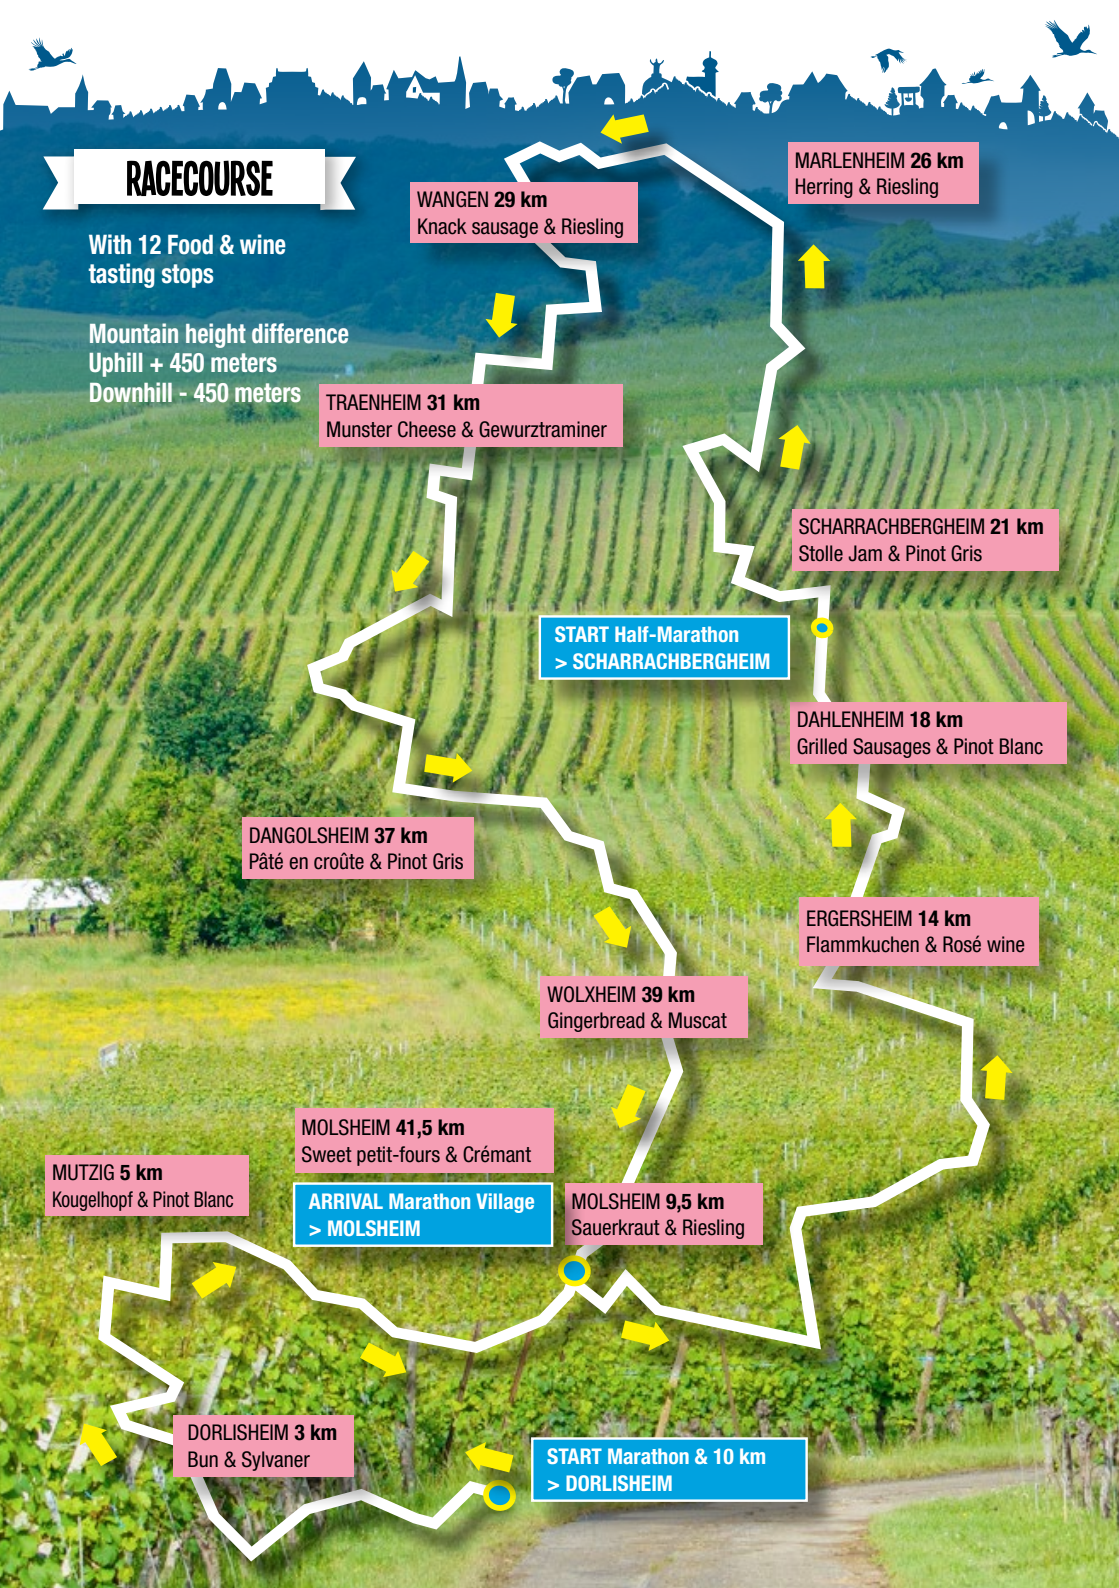 RACECOURSE
With 12 Food & wine
tasting stops
Mountain height difference
Uphill + 450 meters
Downhill - 450 meters
MARLENHEIM 26 km
Herring & Riesling
WANGEN 29 km
Knack sausage & Riesling
TRAENHEIM 31 km
Munster Cheese & Gewurztraminer
SCHARRACHBERGHEIM 21 km
Stolle Jam & Pinot Gris
START Half-Marathon
> SCHARRACHBERGHEIM
DAHLENHEIM 18 km
Grilled Sausages & Pinot Blanc
DANGOLSHEIM 37 km
Pâté en croûte & Pinot Gris
ERGERSHEIM 14 km
Flammkuchen & Rosé wine
WOLXHEIM 39 km
Gingerbread & Muscat
MOLSHEIM 41,5 km
Sweet petit-fours & Crémant
MUTZIG 5 km
Kougelhopf & Pinot Blanc
ARRIVAL Marathon Village
> MOLSHEIM
MOLSHEIM 9,5 km
Sauerkraut & Riesling
DORLISHEIM 3 km
Bun & Sylvaner
START Marathon & 10 km
> DORLISHEIM